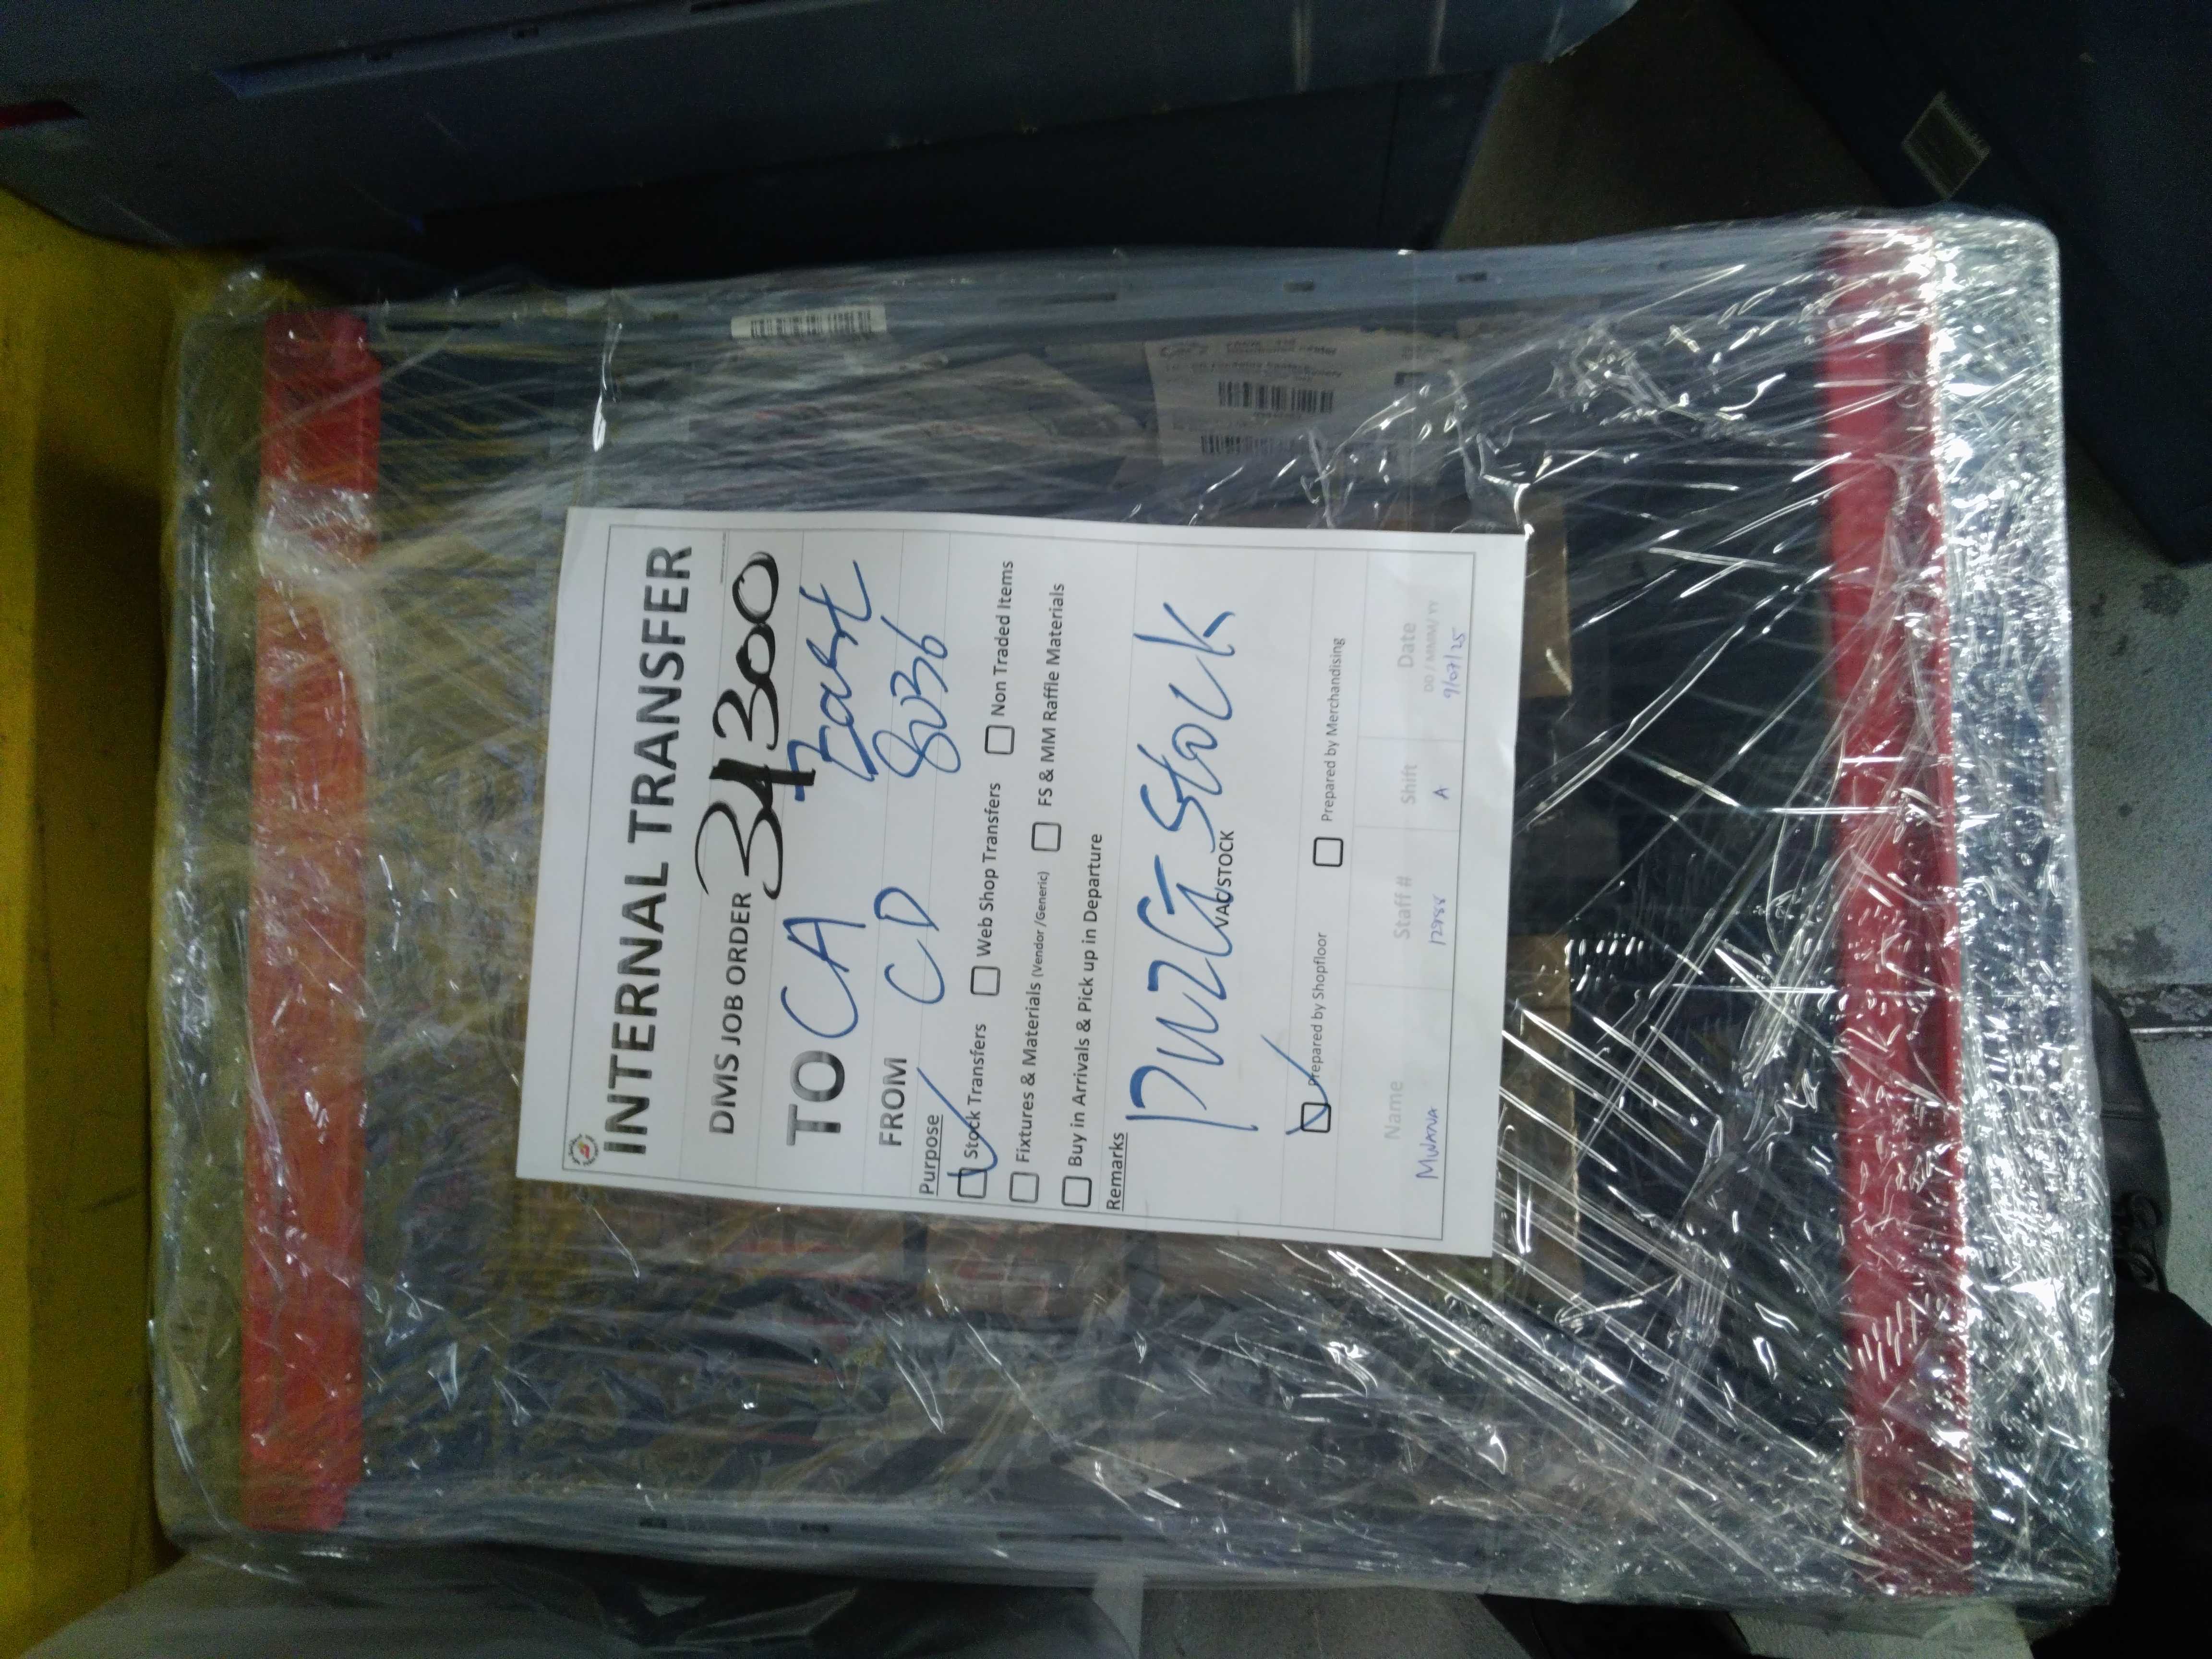 INTERNAL TRANSFER
DMS JOB ORDER 34300
TO CA East
FROM CD 8036
Purpose
Stock Transfers Web Shop Transfers Non Traded Items
Fixtures & Materials (Vendor /Generic) FS & MM Raffle Materials
Buy in Arrivals & Pick up in Departure
Remarks
Stock
VAC/STOCK
Prepared by Shopfloor Prepared by Merchandising
Name Staff # Shift Date
DD / MMM/ YY
12988 A 9/07/25